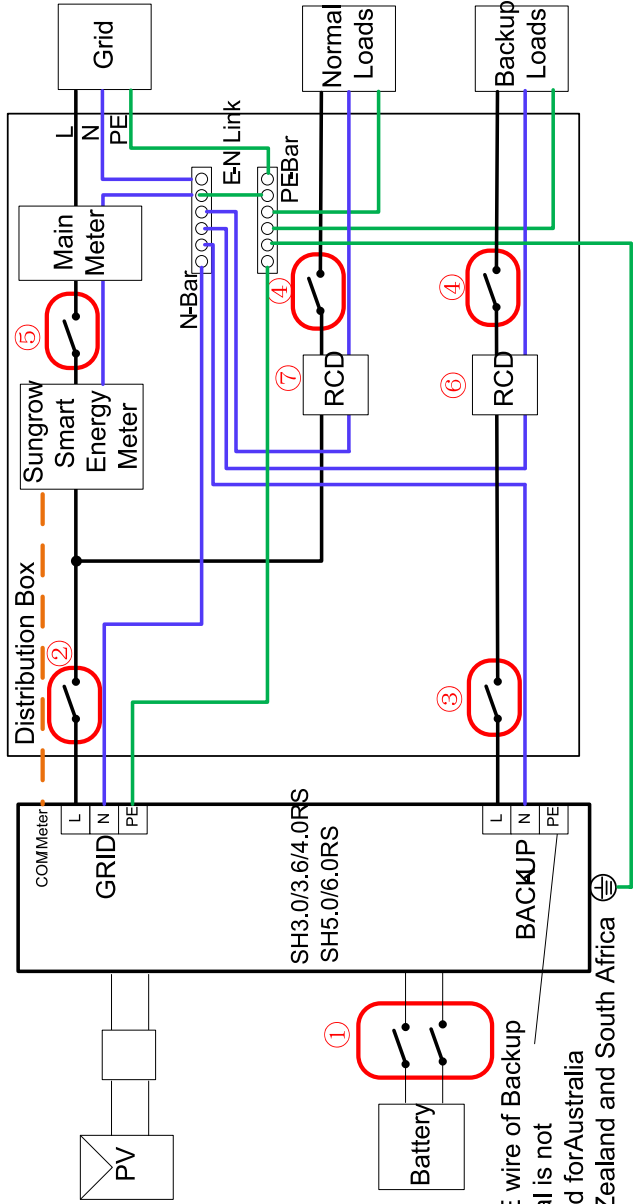 PV
Battery
①
E wire of Backup
al is not
d forAustralia
Zealand and South Africa
COMMeter
L
N
PE
GRID
SH3.0/3.6/4.0RS
SH5.0/6.0RS
L
N
PE
BACKUP
Distribution Box
②
③
Sungrow
Smart
Energy
Meter
⑤
Main
Meter
L
N
PE
N-Bar
E-N Link
PE-Bar
④
⑦
RCD
④
⑥
RCD
Grid
Normal
Loads
Backup
Loads